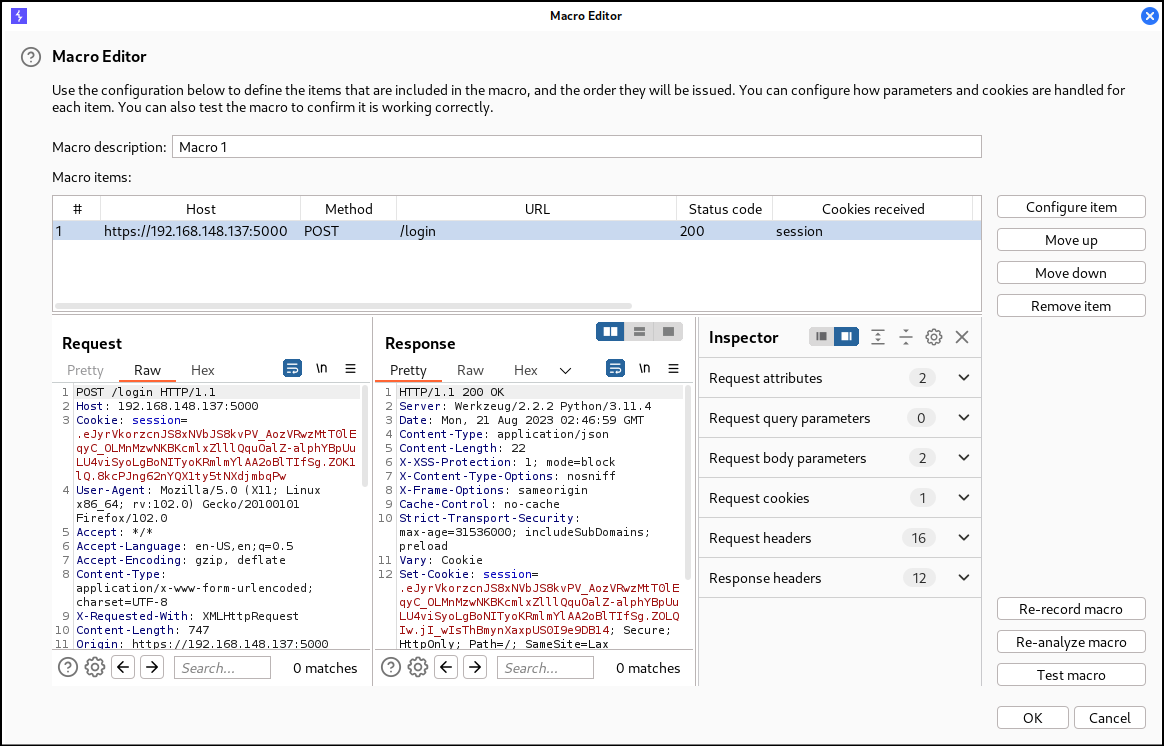 Macro Editor
Macro Editor
Use the configuration below to define the items that are included in the macro, and the order they will be issued. You can configure how parameters and cookies are handled for
each item. You can also test the macro to confirm it is working correctly.
Macro description: Macro 1
Macro items:
# Host Method URL Status code Cookies received
1 https://192.168.148.137:5000 POST /login 200 session
Configure item
Move up
Move down
Remove item
Request
Pretty Raw Hex \n
1 POST /login HTTP/1.1
2 Host: 192.168.148.137:5000
3 Cookie: session=
.eJyrVkorzcnJS8xNVbJS8kvPV_AozVRwzMtT0lE
qyC_OLMnMzwNKBKcmlxZlllQquOalZ-alphYBpUu
LU4viSyoLgBoNITyoKRmlmYlAA2oBlTIfSg.ZOK1
lQ.8kcPJng62nYQX1ty5tNXdjmbqPw
4 User-Agent: Mozilla/5.0 (X11; Linux
x86_64; rv:102.0) Gecko/20100101
Firefox/102.0
5 Accept: */*
6 Accept-Language: en-US,en;q=0.5
7 Accept-Encoding: gzip, deflate
8 Content-Type:
application/x-www-form-urlencoded;
charset=UTF-8
9 X-Requested-With: XMLHttpRequest
10 Content-Length: 747
11 Origin: https://192.168.148.137:5000
Search... 0 matches
Response
Pretty Raw Hex \n
1 HTTP/1.1 200 OK
2 Server: Werkzeug/2.2.2 Python/3.11.4
3 Date: Mon, 21 Aug 2023 02:46:59 GMT
4 Content-Type: application/json
5 Content-Length: 22
6 X-XSS-Protection: 1; mode=block
7 X-Content-Type-Options: nosniff
8 X-Frame-Options: sameorigin
9 Cache-Control: no-cache
10 Strict-Transport-Security:
max-age=31536000; includeSubDomains;
preload
11 Vary: Cookie
12 Set-Cookie: session=
.eJyrVkorzcnJS8xNVbJS8kvPV_AozVRwzMtT0lE
qyC_OLMnMzwNKBKcmlxZlllQquOalZ-alphYBpUu
LU4viSyoLgBoNITyoKRmlmYlAA2oBlTIfSg.ZOLQ
Iw.jI_wIsThBmynXaxpUS0I9e9DB14; Secure;
HttpOnly; Path=/; SameSite=Lax
Search... 0 matches
Inspector
Request attributes 2
Request query parameters 0
Request body parameters 2
Request cookies 1
Request headers 16
Response headers 12
Re-record macro
Re-analyze macro
Test macro
OK Cancel